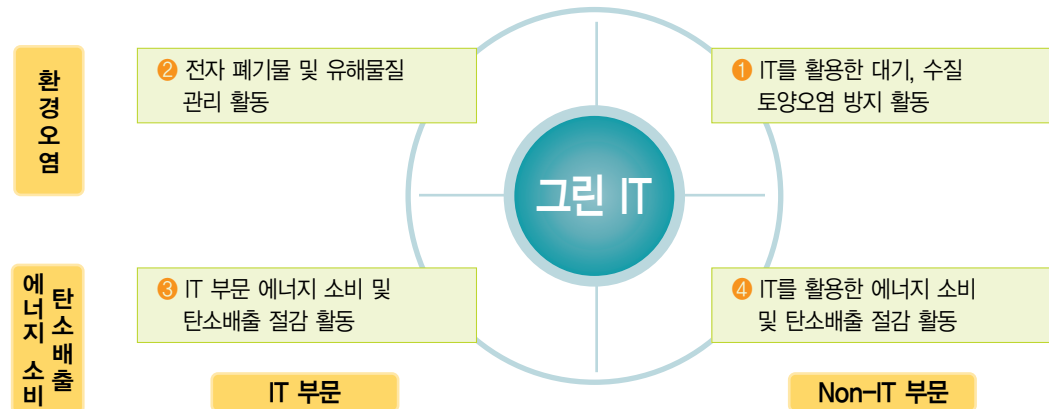 환경오염
❷ 전자 폐기물 및 유해물질
관리 활동
❶ IT를 활용한 대기, 수질
토양오염 방지 활동
그린 IT
에너지 소비
탄소배출
❸ IT 부문 에너지 소비 및
탄소배출 절감 활동
❹ IT를 활용한 에너지 소비
및 탄소배출 절감 활동
IT 부문
Non-IT 부문